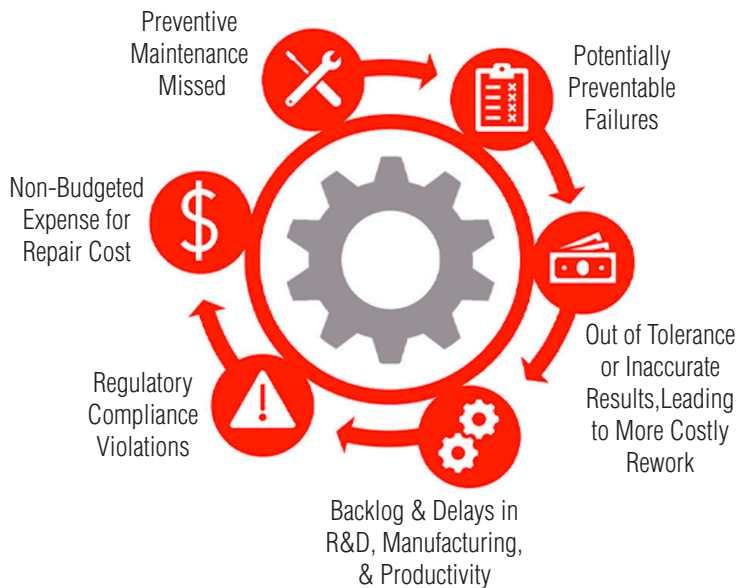 Preventive
Maintenance
Missed
Potentially
Preventable
Failures
Out of Tolerance
or Inaccurate
Results,Leading
to More Costly
Rework
Backlog & Delays in
R&D, Manufacturing,
& Productivity
Regulatory
Compliance
Violations
Non-Budgeted
Expense for
Repair Cost